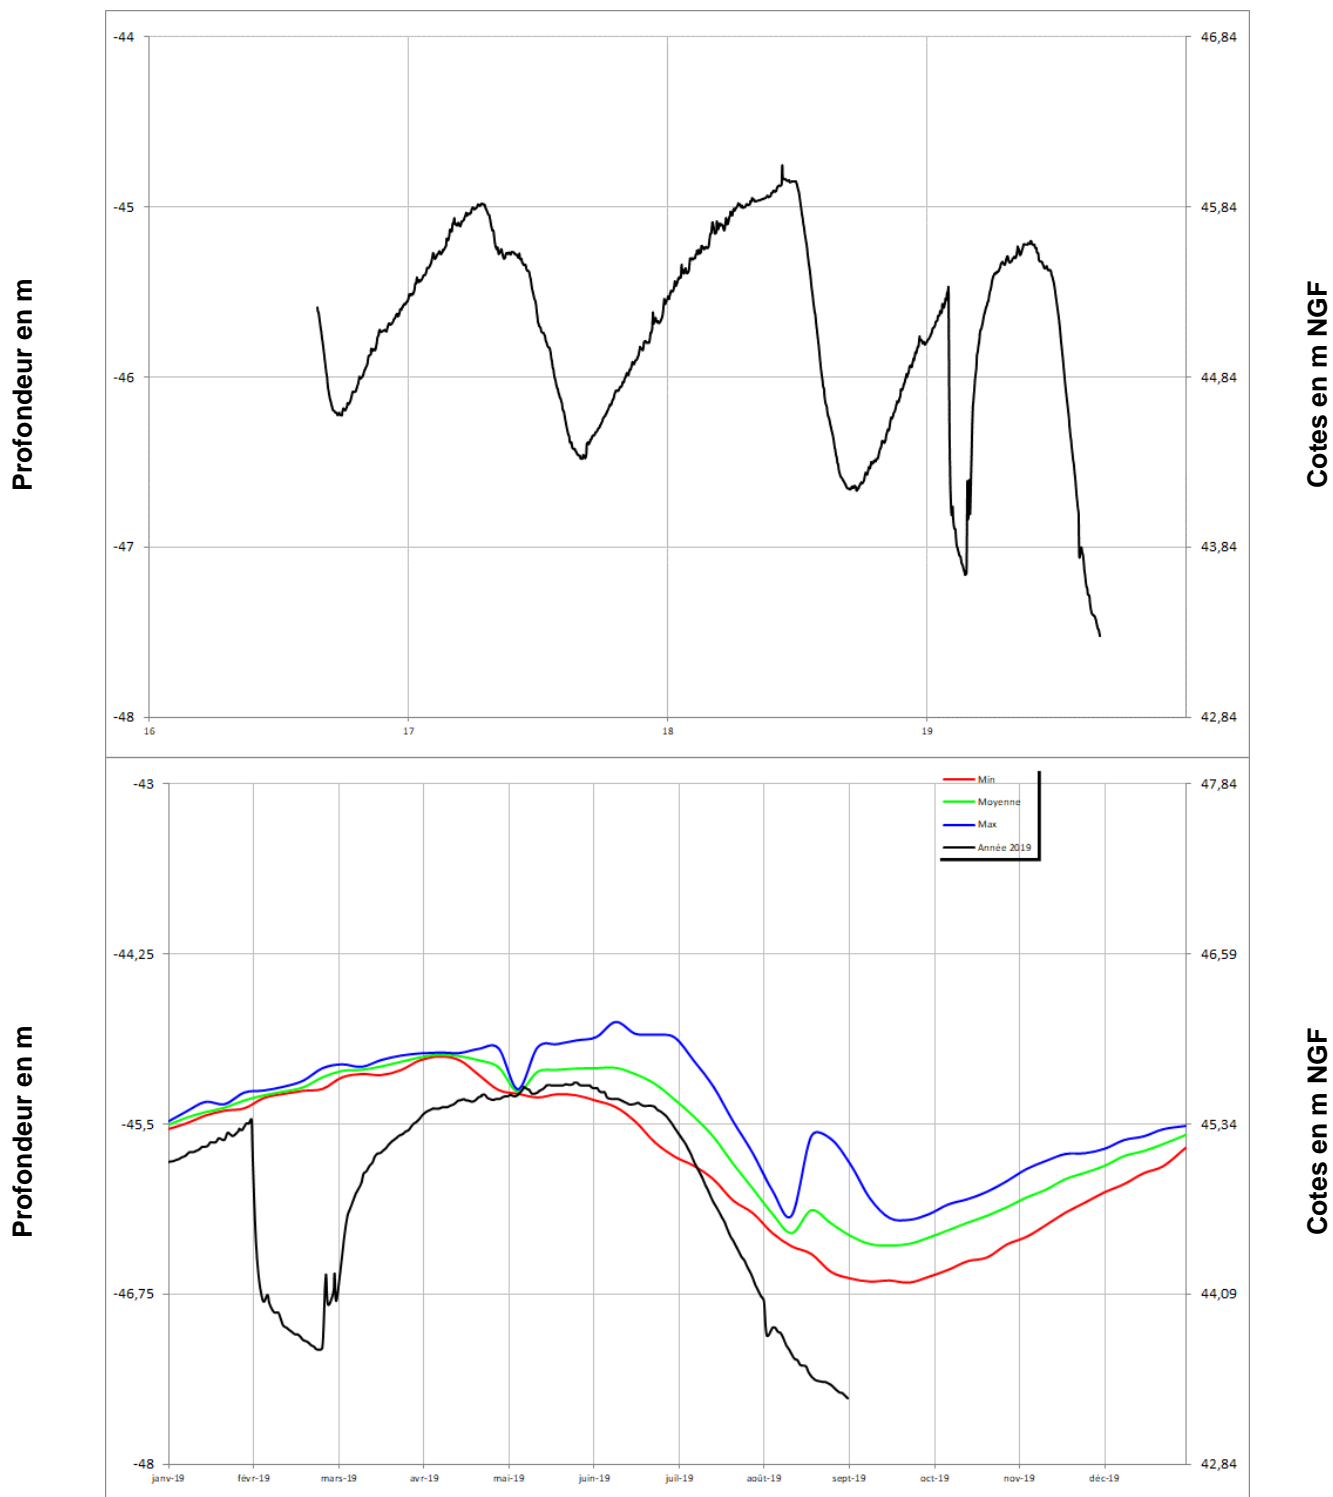 -44
46,84
-45
45,84
Profondeur en m
Cotes en m NGF
-46
44,84
-47
43,84
-48
42,84
16
17
18
19
-43
47,84
Min
Moyenne
Max
Année 2019
-44,25
46,59
Profondeur en m
Cotes en m NGF
-45,5
45,34
-46,75
44,09
-48
42,84
janv-19
févr-19
mars-19
avr-19
mai-19
juin-19
juil-19
août-19
sept-19
oct-19
nov-19
déc-19